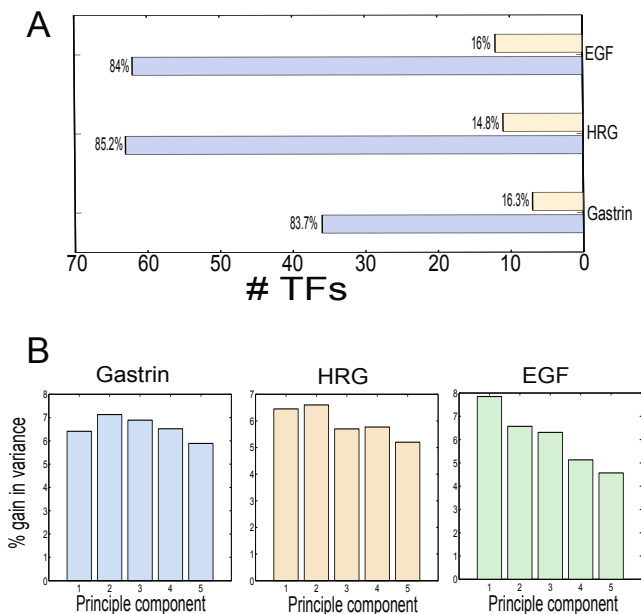 A
16%
EGF
84%
14.8%
HRG
85.2%
16.3%
Gastrin
83.7%
70 60 50 40 30 20 10 0
# TFs
B
Gastrin HRG EGF
8 7 6 5 4 3 2 1 0
7 6 5 4 3 2 1 0
8 7 6 5 4 3 2 1 0
% gain in variance
1 2 3 4 5
1 2 3 4 5
1 2 3 4 5
Principle component Principle component Principle component